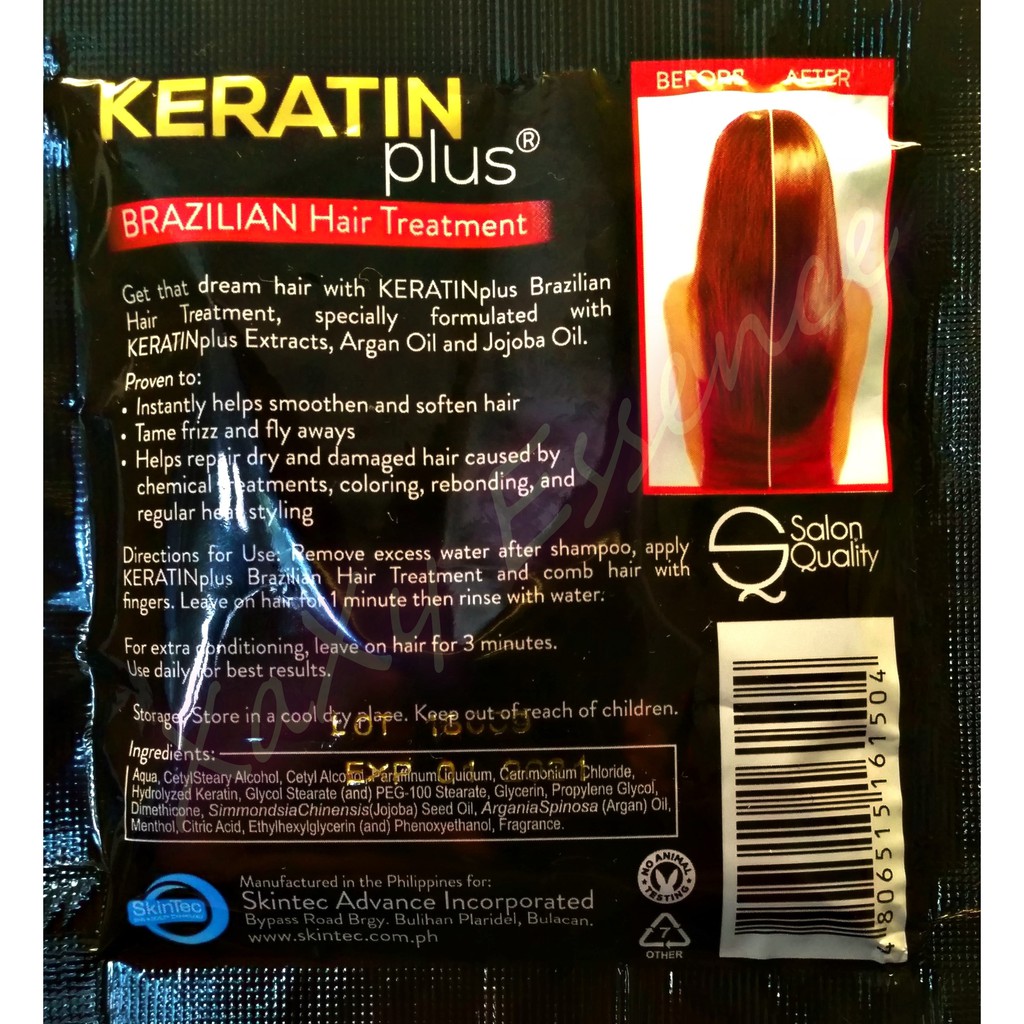 KERATIN
plus®
BRAZILIAN Hair Treatment
Get that dream hair with KERATINplus Brazilian
Hair Treatment, specially formulated with
KERATINplus Extracts, Argan Oil and Jojoba Oil.
Proven to:
• Instantly helps smoothen and soften hair
• Tame frizz and fly aways
• Helps repair dry and damaged hair caused by
chemical treatments, coloring, rebonding, and
regular heat styling
Directions for Use: Remove excess water after shampoo, apply
KERATINplus Brazilian Hair Treatment and comb hair with
fingers. Leave on hair for 1 minute then rinse with water.
For extra conditioning, leave on hair for 3 minutes.
Use daily for best results.
Storage: Store in a cool dry place. Keep out of reach of children.
LOT
EXP
Ingredients:
Aqua, CetylSteary Alcohol, Cetyl Alcohol, Paraffinum Liquidum, Cetrimonium Chloride,
Hydrolyzed Keratin, Glycol Stearate (and) PEG-100 Stearate, Glycerin, Propylene Glycol,
Dimethicone, SimmondsiaChinensis(Jojoba) Seed Oil, ArganiaSpinosa (Argan) Oil,
Menthol, Citric Acid, Ethylhexylglycerin (and) Phenoxyethanol, Fragrance.
SkinTec
Manufactured in the Philippines for:
Skintec Advance Incorporated
Bypass Road Brgy. Bulihan Plaridel, Bulacan.
www.skintec.com.ph
BEFORE AFTER
Salon
Quality
4806515161504
NO ANIMAL
TESTING
7
OTHER
KaXy Essence